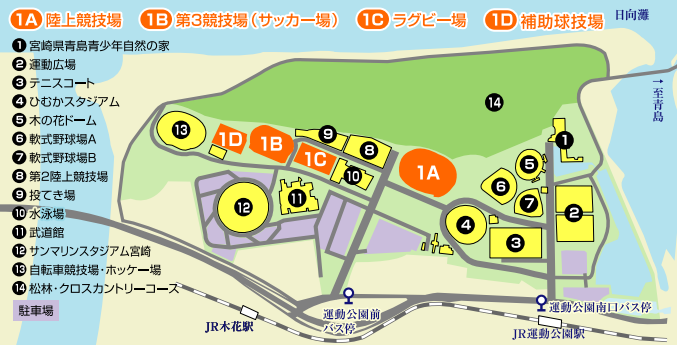 1A 陸上競技場 1B 第3競技場(サッカー場) 1C ラグビー場 1D 補助球技場
日向灘
→至青島
1 宮崎県青島青少年自然の家
2 運動広場
3 テニスコート
4 ひむかスタジアム
5 木の花ドーム
6 軟式野球場A
7 軟式野球場B
8 第2陸上競技場
9 投てき場
10 水泳場
11 武道館
12 サンマリンスタジアム宮崎
13 自転車競技場・ホッケー場
14 松林・クロスカントリーコース
駐車場
14
13
1D
1B
9
8
1C
10
1A
1
5
6
7
2
12
11
4
3
JR木花駅
運動公園前
バス停
運動公園南口バス停
JR運動公園駅